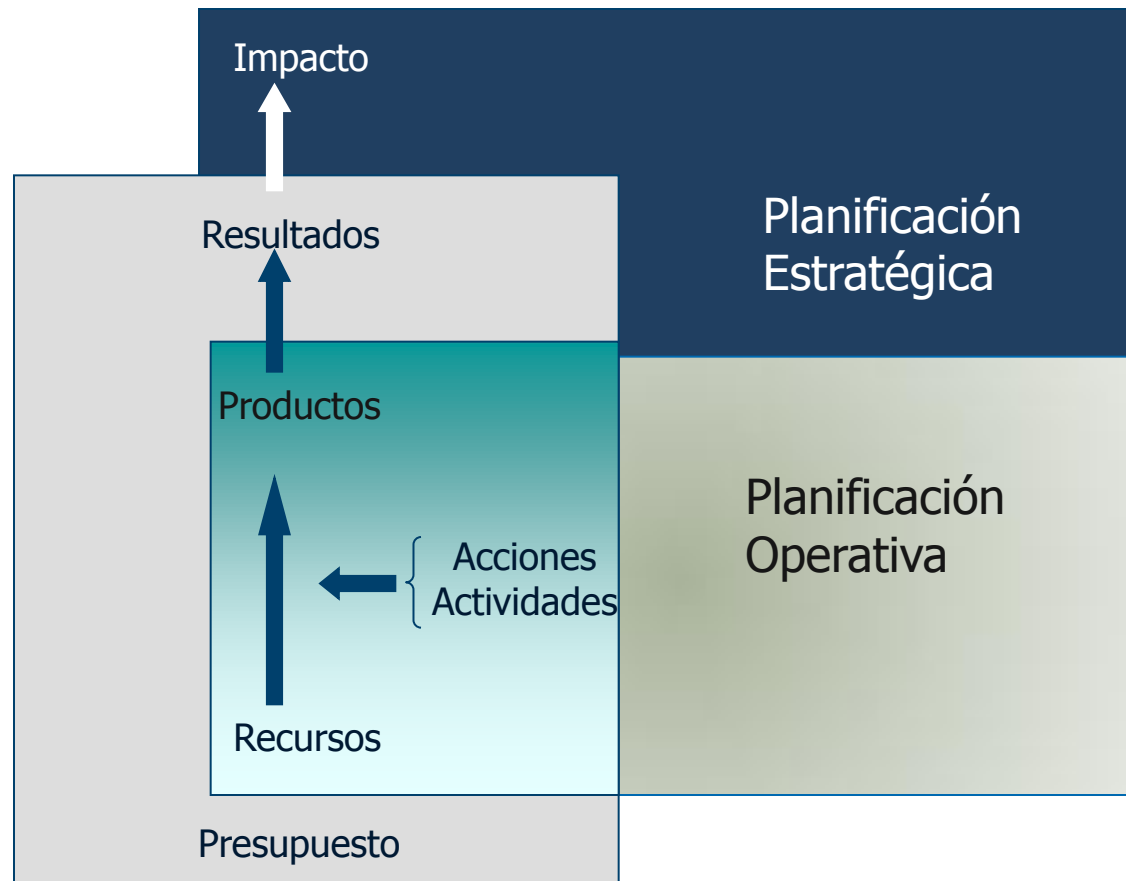 Impacto
Resultados
Planificación
Estratégica
Productos
Planificación
Operativa
Acciones
Actividades
Recursos
Presupuesto